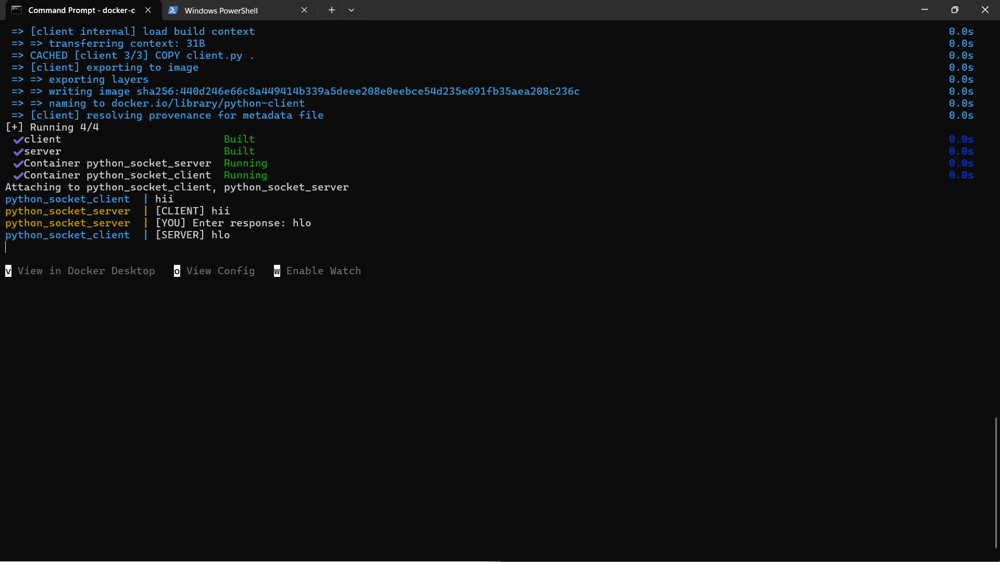 Command Prompt - docker-c
Windows PowerShell
=> [client internal] load build context 0.0s
=> => transferring context: 31B 0.0s
=> CACHED [client 3/3] COPY client.py . 0.0s
=> [client] exporting to image 0.0s
=> => exporting layers 0.0s
=> => writing image sha256:440d246e66c8a449414b339a5deee208e0eebce54d235e691fb35aea208c236c 0.0s
=> => naming to docker.io/library/python-client 0.0s
=> [client] resolving provenance for metadata file 0.0s
[+] Running 4/4
✔client Built 0.0s
✔server Built 0.0s
✔Container python_socket_server Running 0.0s
✔Container python_socket_client Running 0.0s
Attaching to python_socket_client, python_socket_server
python_socket_client | hii
python_socket_server | [CLIENT] hii
python_socket_server | [YOU] Enter response: hlo
python_socket_client | [SERVER] hlo
v View in Docker Desktop o View Config w Enable Watch